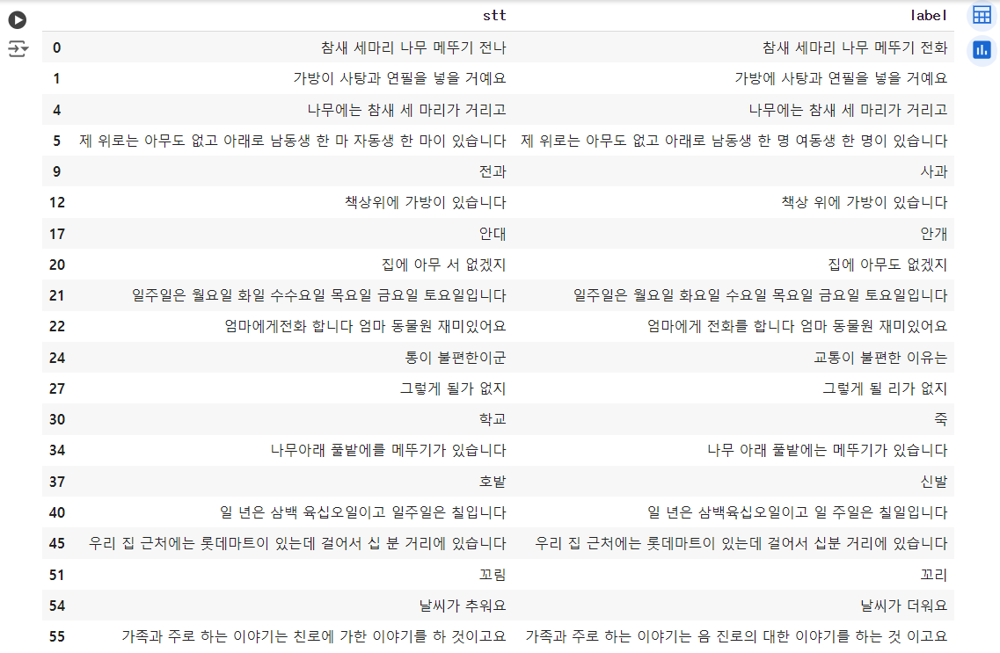 stt label
0 참새 세마리 나무 메뚜기 전나 참새 세마리 나무 메뚜기 전화
1 가방이 사탕과 연필을 넣을 거예요 가방에 사탕과 연필을 넣을 거예요
4 나무에는 참새 세 마리가 거리고 나무에는 참새 세 마리가 거리고
5 제 위로는 아무도 없고 아래로 남동생 한 마 자동생 한 마이 있습니다 제 위로는 아무도 없고 아래로 남동생 한 명 여동생 한 명이 있습니다
9 전과 사과
12 책상위에 가방이 있습니다 책상 위에 가방이 있습니다
17 안대 안개
20 집에 아무 서 없겠지 집에 아무도 없겠지
21 일주일은 월요일 화일 수수요일 목요일 금요일 토요일입니다 일주일은 월요일 화요일 수요일 목요일 금요일 토요일입니다
22 엄마에게전화 합니다 엄마 동물원 재미있어요 엄마에게 전화를 합니다 엄마 동물원 재미있어요
24 통이 불편한이군 교통이 불편한 이유는
27 그렇게 될가 없지 그렇게 될 리가 없지
30 학교 죽
34 나무아래 풀밭에를 메뚜기가 있습니다 나무 아래 풀밭에는 메뚜기가 있습니다
37 호밭 신발
40 일 년은 삼백 육십오일이고 일주일은 칠입니다 일 년은 삼백육십오일이고 일 주일은 칠일입니다
45 우리 집 근처에는 롯데마트이 있는데 걸어서 십 분 거리에 있습니다 우리 집 근처에는 롯데마트이 있는데 걸어서 십분 거리에 있습니다
51 꼬림 꼬리
54 날씨가 추워요 날씨가 더워요
55 가족과 주로 하는 이야기는 친로에 가한 이야기를 하 것이고요 가족과 주로 하는 이야기는 음 진로의 대한 이야기를 하는 것 이고요